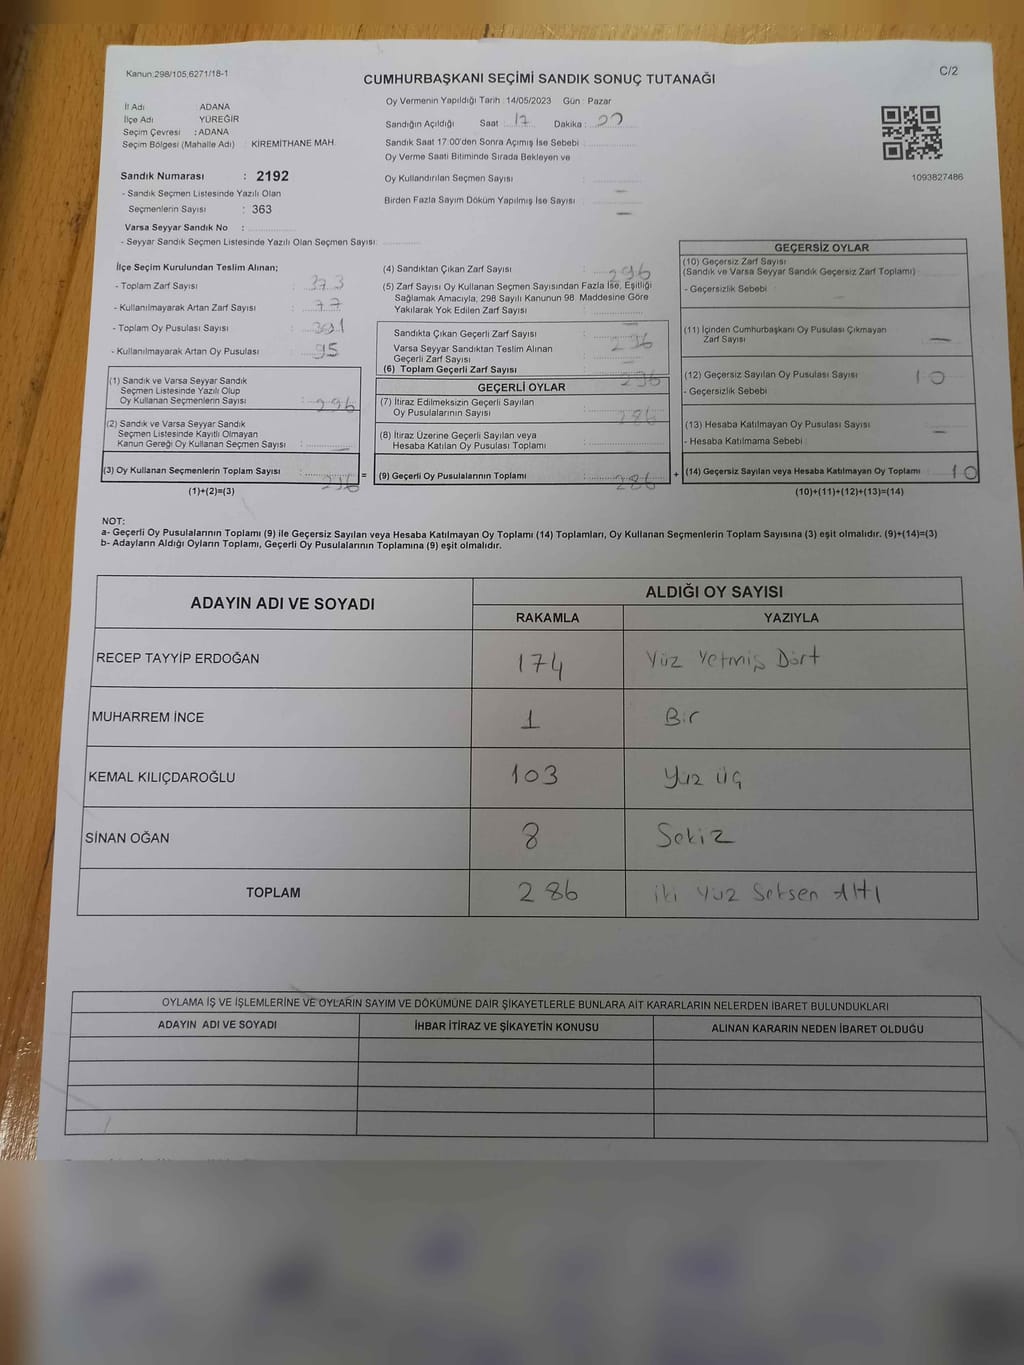 Kanun:298/105,6271/18-1
C/2
CUMHURBAŞKANI SEÇİMİ SANDIK SONUÇ TUTANAĞI
İl Adı ADANA
İlçe Adı YÜREĞİR
Seçim Çevresi : ADANA
Seçim Bölgesi (Mahalle Adı) : KİREMİTHANE MAH.
Oy Vermenin Yapıldığı Tarih : 14/05/2023 Gün : Pazar
Sandığın Açıldığı Saat : 17 Dakika :
Sandık Saat 17:00'den Sonra Açılmış İse Sebebi :
Oy Verme Saati Bitiminde Sırada Bekleyen ve
Oy Kullandırılan Seçmen Sayısı :
Birden Fazla Sayım Döküm Yapılmış İse Sayısı :
1093827486
Sandık Numarası : 2192
- Sandık Seçmen Listesinde Yazılı Olan
Seçmenlerin Sayısı : 363
Varsa Seyyar Sandık No :
- Seyyar Sandık Seçmen Listesinde Yazılı Olan Seçmen Sayısı:
İlçe Seçim Kurulundan Teslim Alınan;
- Toplam Zarf Sayısı : 373
- Kullanılmayarak Artan Zarf Sayısı : 77
- Toplam Oy Pusulası Sayısı :
- Kullanılmayarak Artan Oy Pusulası : 95
(1) Sandık ve Varsa Seyyar Sandık
Seçmen Listesinde Yazılı Olup
Oy Kullanan Seçmenlerin Sayısı : 296
(2) Sandık ve Varsa Seyyar Sandık
Seçmen Listesinde Kayıtlı Olmayan
Kanun Gereği Oy Kullanan Seçmen Sayısı : —
(3) Oy Kullanan Seçmenlerin Toplam Sayısı : 296 =
(1)+(2)=(3)
(4) Sandıktan Çıkan Zarf Sayısı : 296
(5) Zarf Sayısı Oy Kullanan Seçmen Sayısından Fazla İse, Eşitliği
Sağlamak Amacıyla; 298 Sayılı Kanunun 98. Maddesine Göre
Yakılarak Yok Edilen Zarf Sayısı : —
Sandıkta Çıkan Geçerli Zarf Sayısı : 296
Varsa Seyyar Sandıktan Teslim Alınan
Geçerli Zarf Sayısı : —
(6) Toplam Geçerli Zarf Sayısı : 296
GEÇERLİ OYLAR
(7) İtiraz Edilmeksizin Geçerli Sayılan
Oy Pusulalarının Sayısı : 286
(8) İtiraz Üzerine Geçerli Sayılan veya
Hesaba Katılan Oy Pusulası Toplamı :
(9) Geçerli Oy Pusulalarının Toplamı : 286 +
GEÇERSİZ OYLAR
(10) Geçersiz Zarf Sayısı
(Sandık ve Varsa Seyyar Sandık Geçersiz Zarf Toplamı) :
- Geçersizlik Sebebi : —
(11) İçinden Cumhurbaşkanı Oy Pusulası Çıkmayan
Zarf Sayısı : —
(12) Geçersiz Sayılan Oy Pusulası Sayısı : 10
- Geçersizlik Sebebi :
(13) Hesaba Katılmayan Oy Pusulası Sayısı : —
- Hesaba Katılmama Sebebi :
(14) Geçersiz Sayılan veya Hesaba Katılmayan Oy Toplamı : 10
(10)+(11)+(12)+(13)=(14)
NOT:
a- Geçerli Oy Pusulalarının Toplamı (9) ile Geçersiz Sayılan veya Hesaba Katılmayan Oy Toplamı (14) Toplamları, Oy Kullanan Seçmenlerin Toplam Sayısına (3) eşit olmalıdır. (9)+(14)=(3)
b- Adayların Aldığı Oyların Toplamı, Geçerli Oy Pusulalarının Toplamına (9) eşit olmalıdır.
ADAYIN ADI VE SOYADI
ALDIĞI OY SAYISI
RAKAMLA YAZIYLA
RECEP TAYYİP ERDOĞAN 174 Yüz Yetmiş Dört
MUHARREM İNCE 1 Bir
KEMAL KILIÇDAROĞLU 103 Yüz Üç
SİNAN OĞAN 8 Sekiz
TOPLAM 286 iki Yüz Seksen Altı
OYLAMA İŞ VE İŞLEMLERİNE VE OYLARIN SAYIM VE DÖKÜMÜNE DAİR ŞİKAYETLERLE BUNLARA AİT KARARLARIN NELERDEN İBARET BULUNDUKLARI
ADAYIN ADI VE SOYADI İHBAR İTİRAZ VE ŞİKAYETİN KONUSU ALINAN KARARIN NEDEN İBARET OLDUĞU